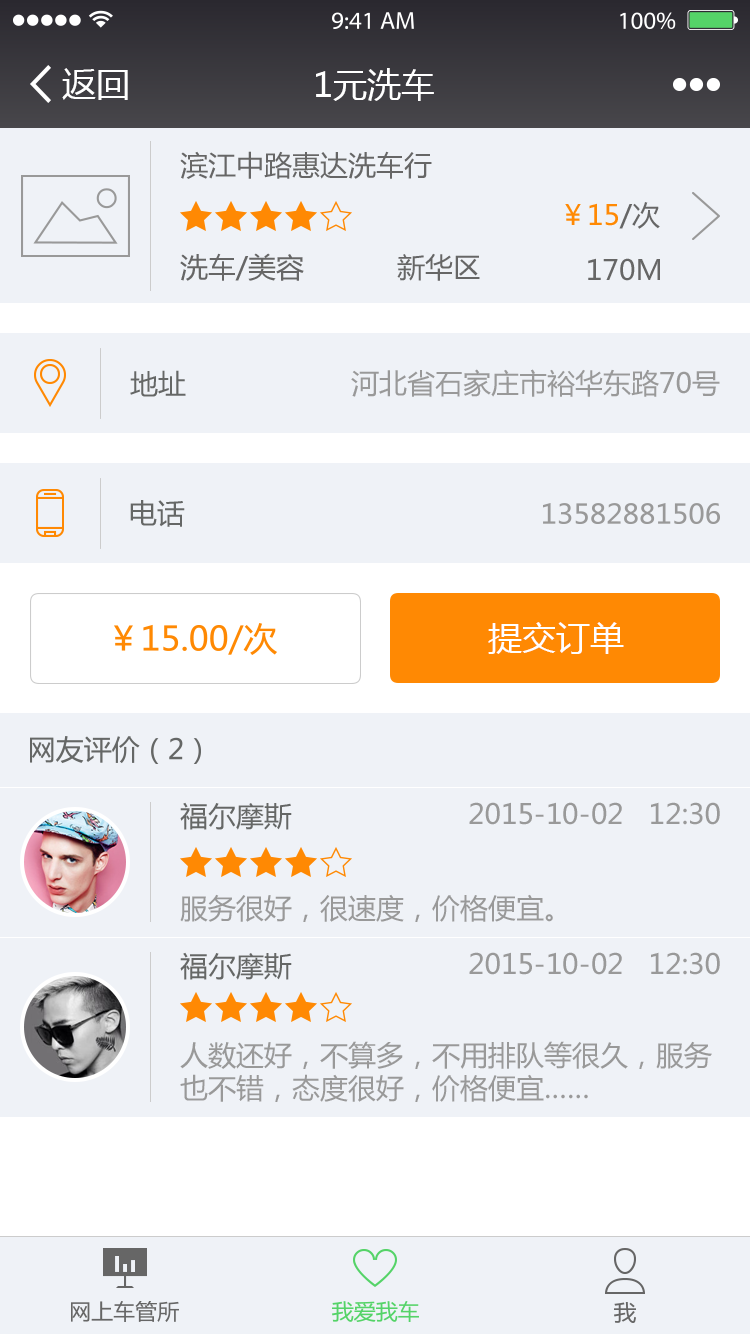 9:41 AM 100%
返回 1元洗车
滨江中路惠达洗车行
¥15/次
洗车/美容 新华区 170M
地址 河北省石家庄市裕华东路70号
电话 13582881506
¥15.00/次 提交订单
网友评价（2）
福尔摩斯 2015-10-02 12:30
服务很好，很速度，价格便宜。
福尔摩斯 2015-10-02 12:30
人数还好，不算多，不用排队等很久，服务
也不错，态度很好，价格便宜......
网上车管所 我爱我车 我